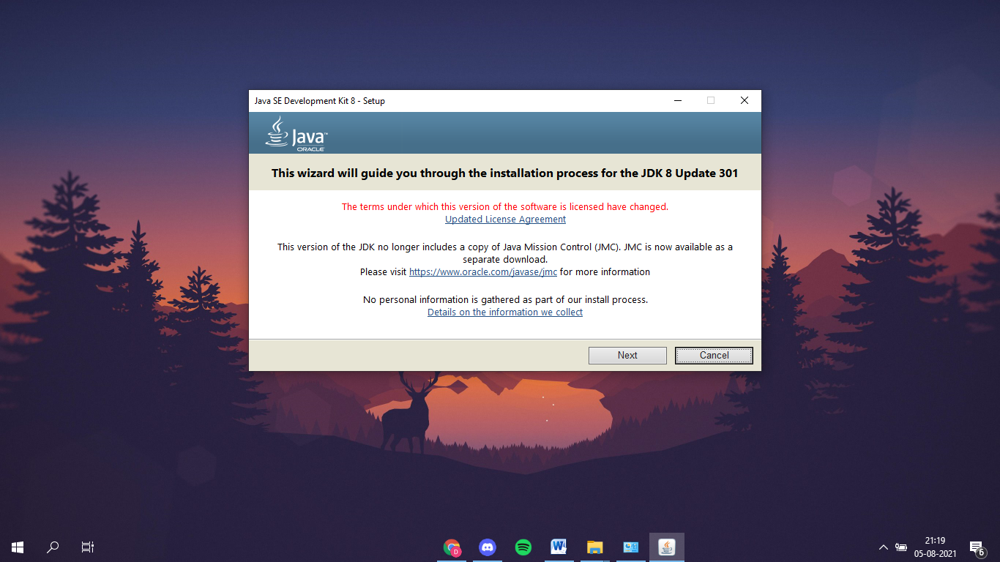 Java SE Development Kit 8 - Setup
Java™
ORACLE
This wizard will guide you through the installation process for the JDK 8 Update 301
The terms under which this version of the software is licensed have changed.
Updated License Agreement
This version of the JDK no longer includes a copy of Java Mission Control (JMC). JMC is now available as a
separate download.
Please visit https://www.oracle.com/javase/jmc for more information
No personal information is gathered as part of our install process.
Details on the information we collect
Next Cancel
D
W
21:19
05-08-2021
6